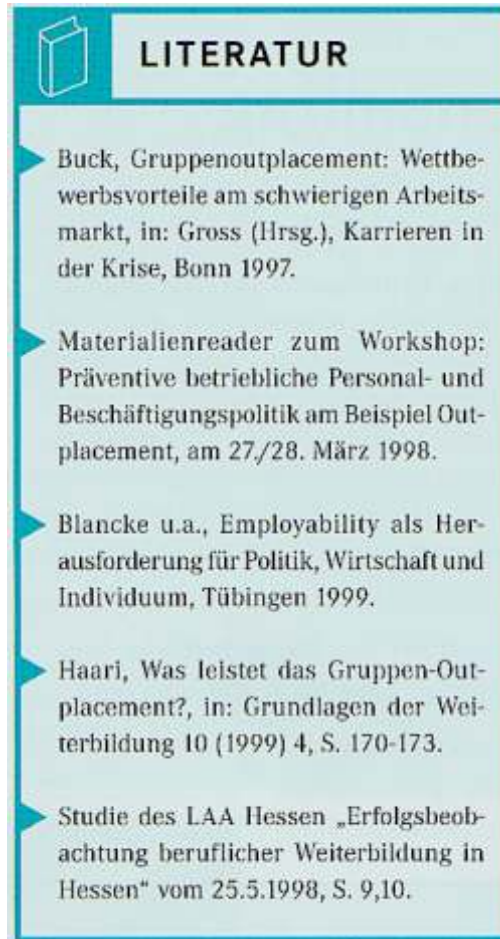 LITERATUR
Buck, Gruppenoutplacement: Wettbe-
werbsvorteile am schwierigen Arbeits-
markt, in: Gross (Hrsg.), Karrieren in
der Krise, Bonn 1997.
Materialienreader zum Workshop:
Präventive betriebliche Personal- und
Beschäftigungspolitik am Beispiel Out-
placement, am 27./28. März 1998.
Blancke u.a., Employability als Her-
ausforderung für Politik, Wirtschaft und
Individuum, Tübingen 1999.
Haari, Was leistet das Gruppen-Out-
placement?, in: Grundlagen der Wei-
terbildung 10 (1999) 4, S. 170-173.
Studie des LAA Hessen „Erfolgsbeob-
achtung beruflicher Weiterbildung in
Hessen“ vom 25.5.1998, S. 9,10.